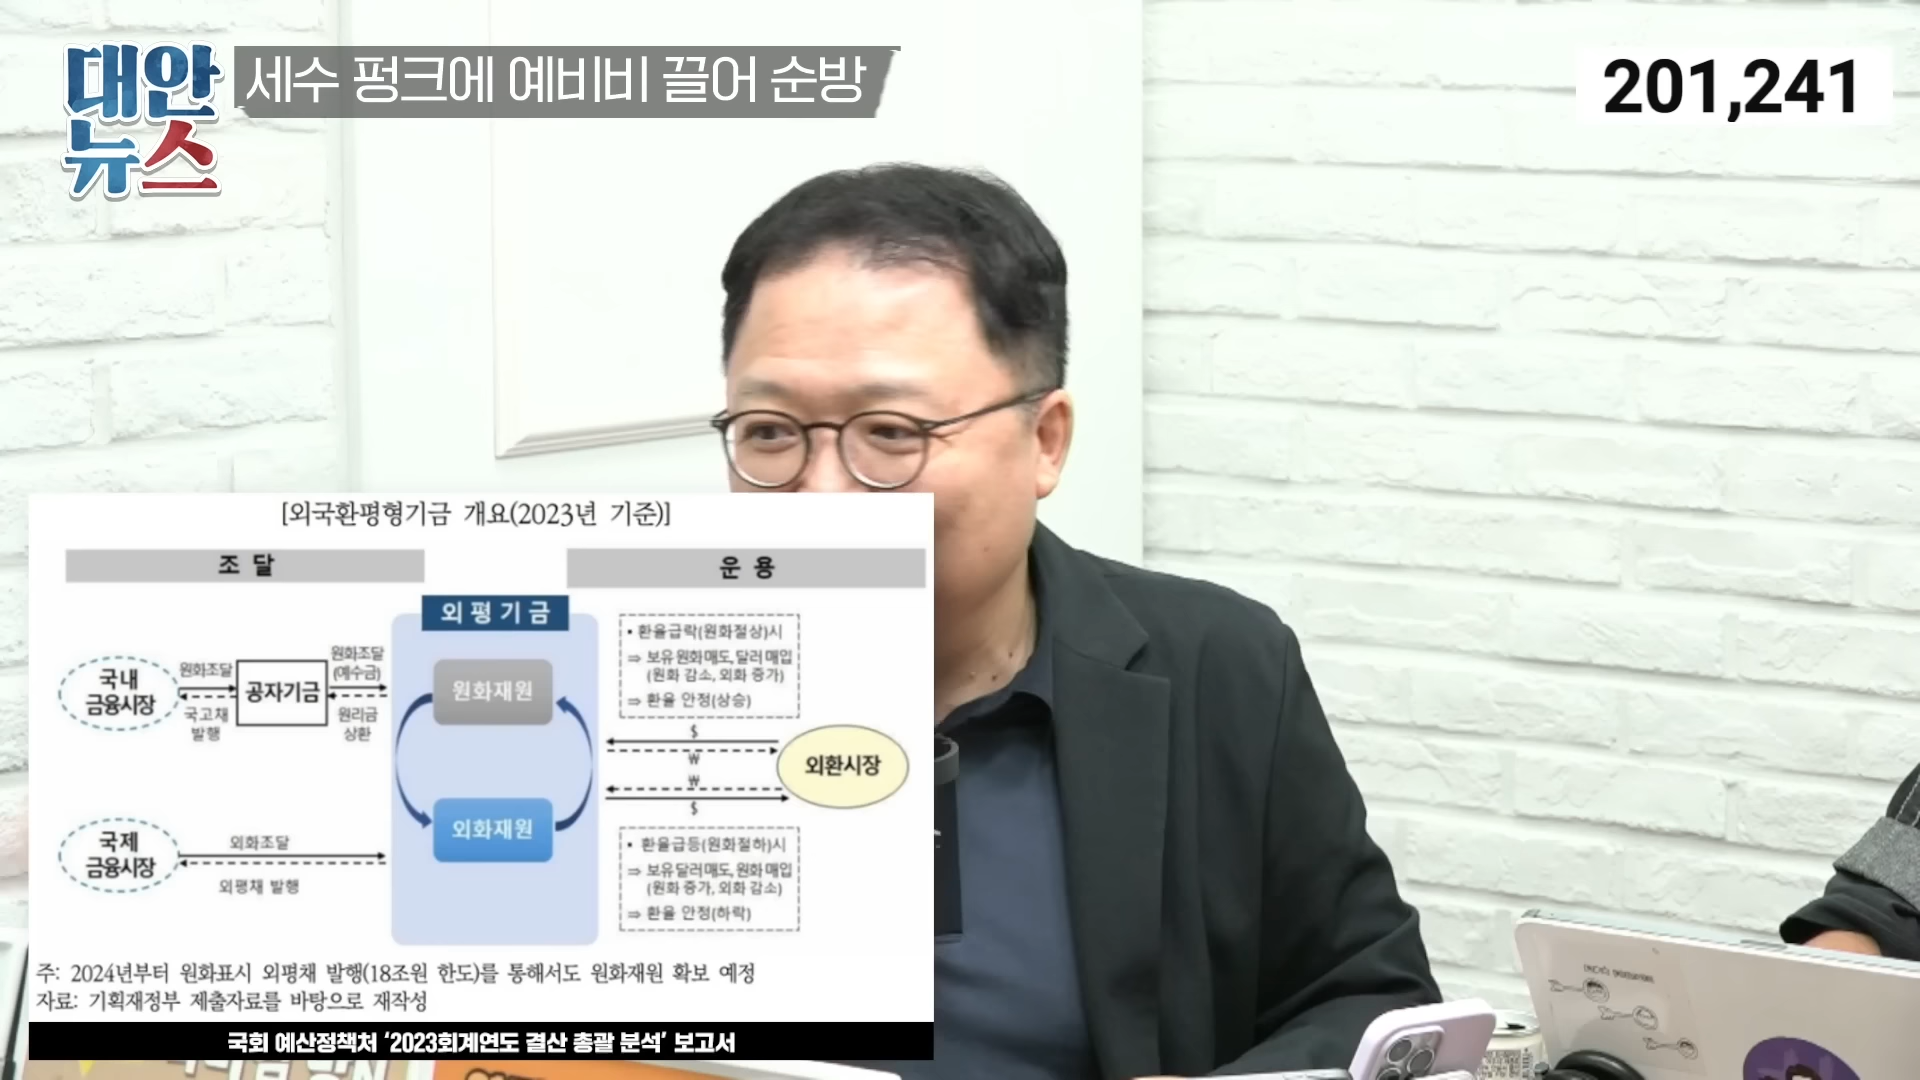 대안
뉴스
세수 펑크에 예비비 끌어 순방
201,241
[외국환평형기금 개요(2023년 기준)]
조 달
운 용
외 평 기 금
국내
금융시장
원화조달
국고채
발행
공자기금
원화조달
(예수금)
원리금
상환
원화재원
외화재원
• 환율급락(원화절상)시
⇒ 보유원화매도, 달러매입
(원화 감소, 외화 증가)
⇒ 환율 안정(상승)
$
₩
₩
$
외환시장
국제
금융시장
외화조달
외평채 발행
• 환율급등(원화절하)시
⇒ 보유달러매도, 원화매입
(원화 증가, 외화 감소)
⇒ 환율 안정(하락)
주: 2024년부터 원화표시 외평채 발행(18조원 한도)를 통해서도 원화재원 확보 예정
자료: 기획재정부 제출자료를 바탕으로 재작성
국회 예산정책처 ‘2023회계연도 결산 총괄 분석’ 보고서